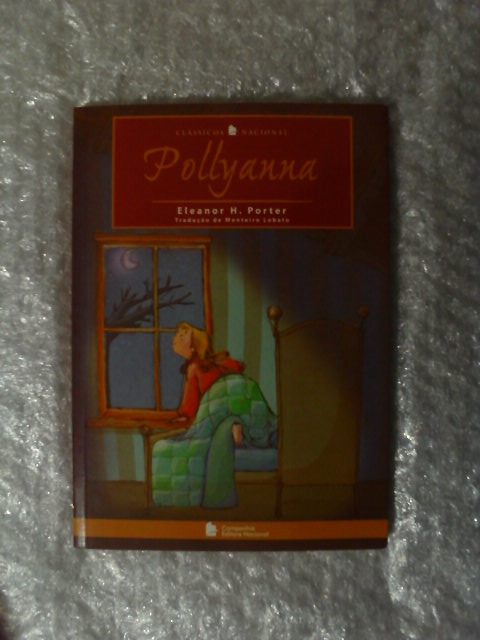 CLÁSSICOS NACIONAL
Pollyanna
Eleanor H. Porter
Tradução de Monteiro Lobato
Companhia
Editora Nacional